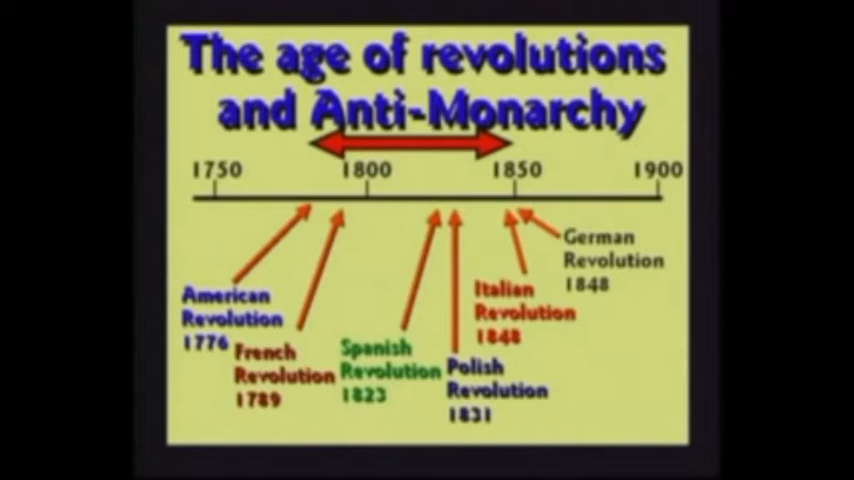 The age of revolutions
and Anti-Monarchy
1750 1800 1850 1900
German
Revolution
1848
American
Revolution
1776
Italian
Revolution
1848
French
Revolution
1789
Spanish
Revolution
1823
Polish
Revolution
1831